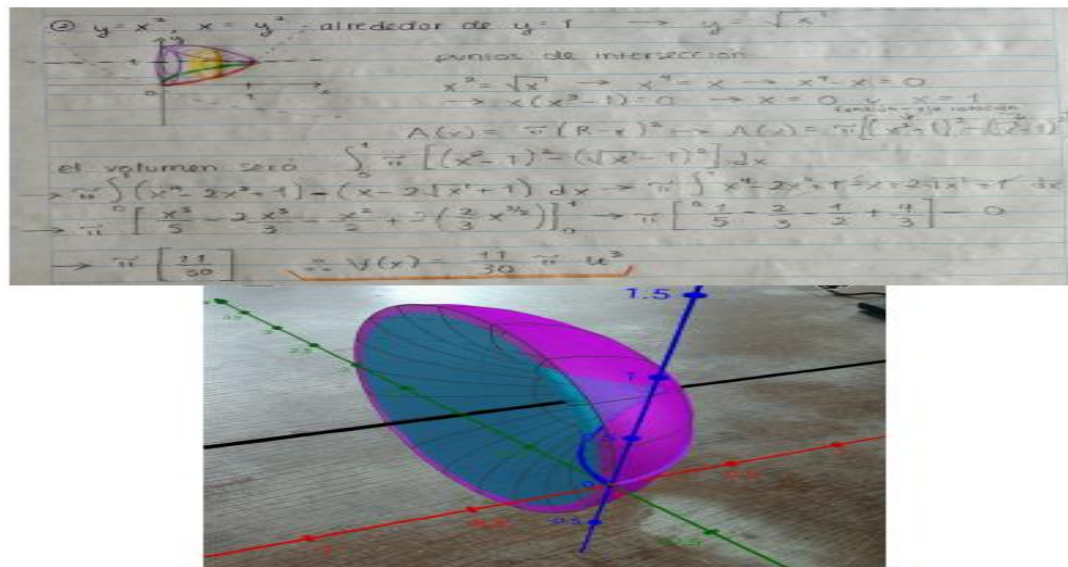 ② y = x² x = y² - alrededor de y = 1 → y = √x
puntos de intersección
x² = √x → x⁴ = x → x⁴ - x = 0
→ x(x³ - 1) = 0 → x = 0 y x = 1
A(x) = π(R - r)² → A(x) = π[(x² - 1)² - (√x - 1)²]
el volumen será ∫₀¹ π[(x² - 1)² - (√x - 1)²] dx
→ π∫₀¹ (x⁴ - 2x² + 1) - (x - 2√x + 1) dx → π∫₀¹ x⁴ - 2x² + 1 - x + 2√x - 1 dx
→ π[x⁵/5 - 2x³/3 - x²/2 + 2(2/3 x^{3/2})]₀¹ → π[1/5 - 2/3 - 1/2 + 4/3] - 0
→ π[11/30] ∴ V(x) = 11/30 π u³
1.5
1
0
-0.5